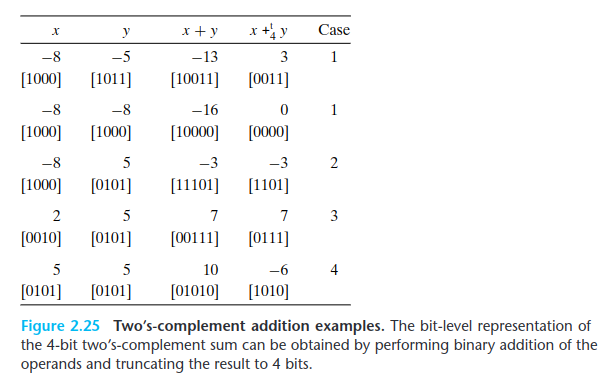 x y x + y x +ᵗ₄ y Case
−8 −5 −13 3 1
[1000] [1011] [10011] [0011]
−8 −8 −16 0 1
[1000] [1000] [10000] [0000]
−8 5 −3 −3 2
[1000] [0101] [11101] [1101]
2 5 7 7 3
[0010] [0101] [00111] [0111]
5 5 10 −6 4
[0101] [0101] [01010] [1010]
Figure 2.25 Two’s-complement addition examples. The bit-level representation of
the 4-bit two’s-complement sum can be obtained by performing binary addition of the
operands and truncating the result to 4 bits.